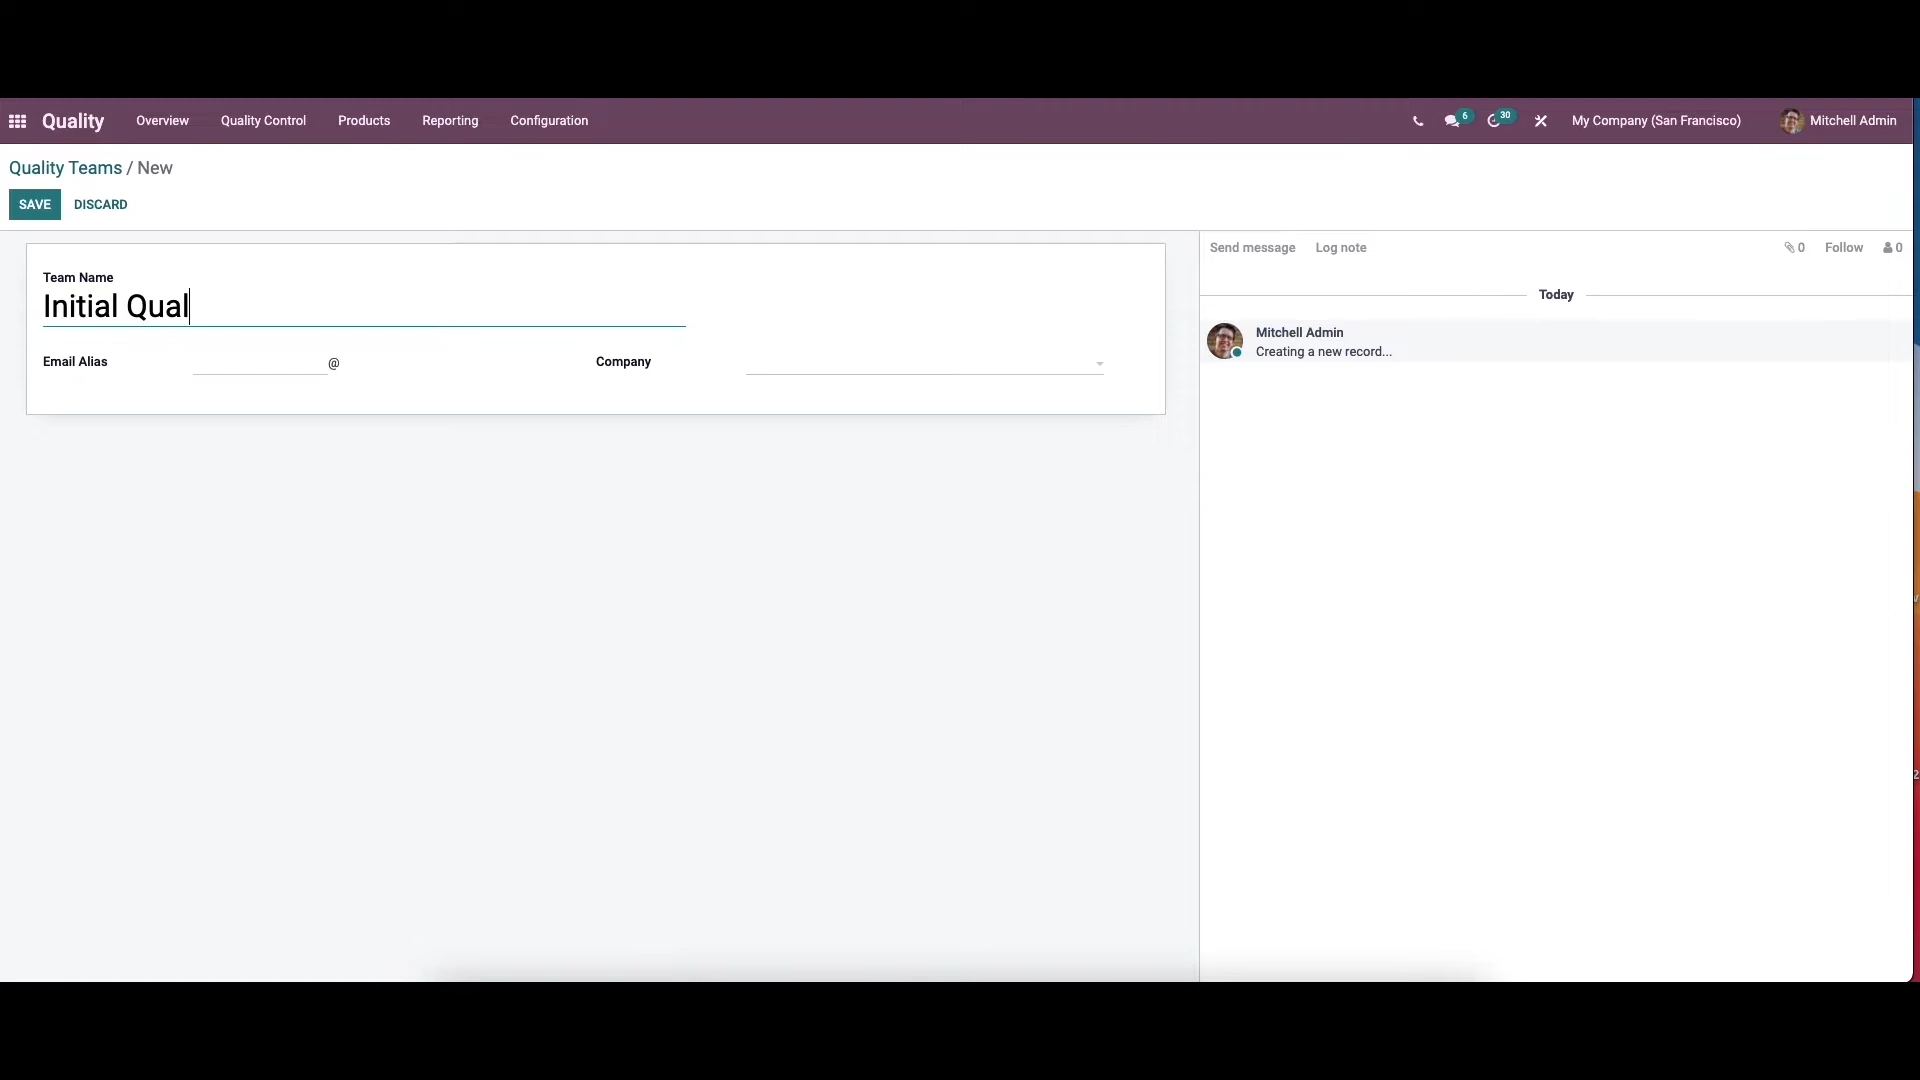 Quality Overview Quality Control Products Reporting Configuration 6 30 My Company (San Francisco) Mitchell Admin
Quality Teams / New
SAVE DISCARD
Send message Log note 0 Follow 0
Team Name
Initial Qual
Today
Mitchell Admin
Creating a new record...
Email Alias @ Company